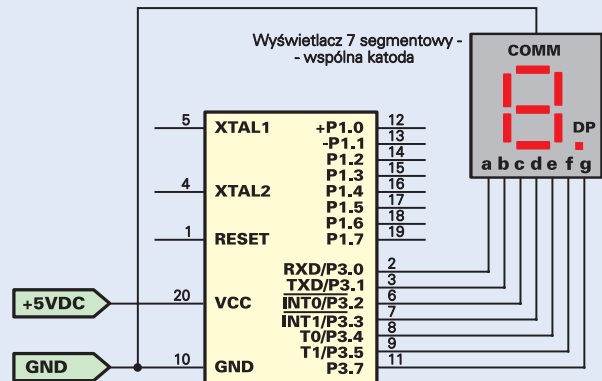 Wyświetlacz 7 segmentowy -
- wspólna katoda
COMM
DP
a b c d e f g
5 XTAL1
4 XTAL2
1 RESET
+5VDC 20 VCC
GND 10 GND
+P1.0 12
-P1.1 13
P1.2 14
P1.3 15
P1.4 16
P1.5 17
P1.6 18
P1.7 19
RXD/P3.0 2
TXD/P3.1 3
INT0/P3.2 6
INT1/P3.3 7
T0/P3.4 8
T1/P3.5 9
P3.7 11